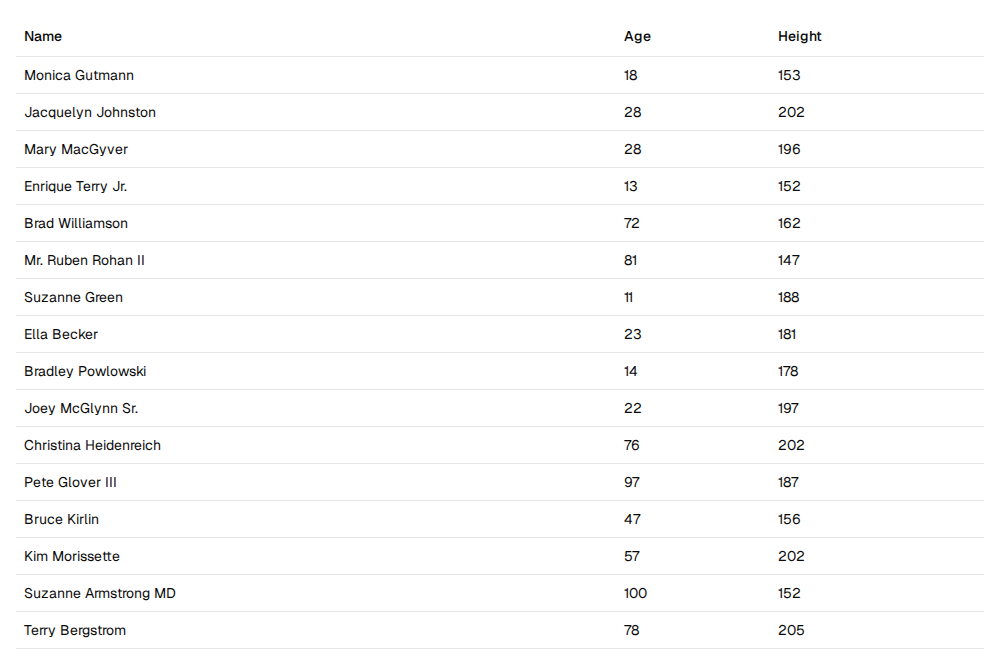 Name Age Height
Monica Gutmann 18 153
Jacquelyn Johnston 28 202
Mary MacGyver 28 196
Enrique Terry Jr. 13 152
Brad Williamson 72 162
Mr. Ruben Rohan II 81 147
Suzanne Green 11 188
Ella Becker 23 181
Bradley Powlowski 14 178
Joey McGlynn Sr. 22 197
Christina Heidenreich 76 202
Pete Glover III 97 187
Bruce Kirlin 47 156
Kim Morissette 57 202
Suzanne Armstrong MD 100 152
Terry Bergstrom 78 205